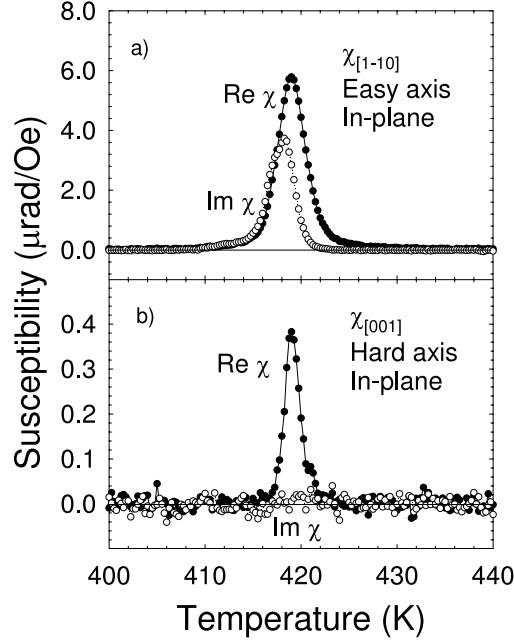 8.0
a)
χ[1-10]
Easy axis
In-plane
6.0
Re χ
4.0
Im χ
2.0
0.0
Susceptibility (μrad/Oe)
b)
χ[001]
Hard axis
In-plane
0.4
Re χ
0.3
0.2
0.1
0.0
Im χ
400 410 420 430 440
Temperature (K)